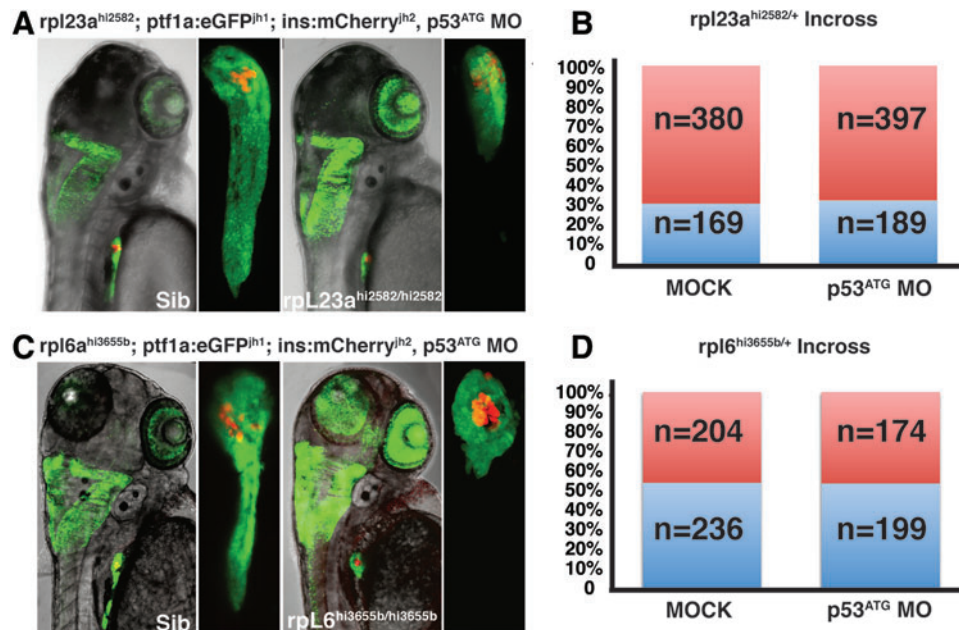 A rpl23a^hi2582; ptf1a:eGFP^jh1; ins:mCherry^jh2, p53^ATG MO
Sib
rpL23a^hi2582/hi2582
B rpl23a^hi2582/+ Incross
100%
90%
80%
70%
60%
50%
40%
30%
20%
10%
0
n=380
n=397
n=169
n=189
MOCK
p53^ATG MO
C rpl6a^hi3655b; ptf1a:eGFP^jh1; ins:mCherry^jh2, p53^ATG MO
Sib
rpL6^hi3655b/hi3655b
D rpl6^hi3655b/+ Incross
100%
90%
80%
70%
60%
50%
40%
30%
20%
10%
0
n=204
n=174
n=236
n=199
MOCK
p53^ATG MO